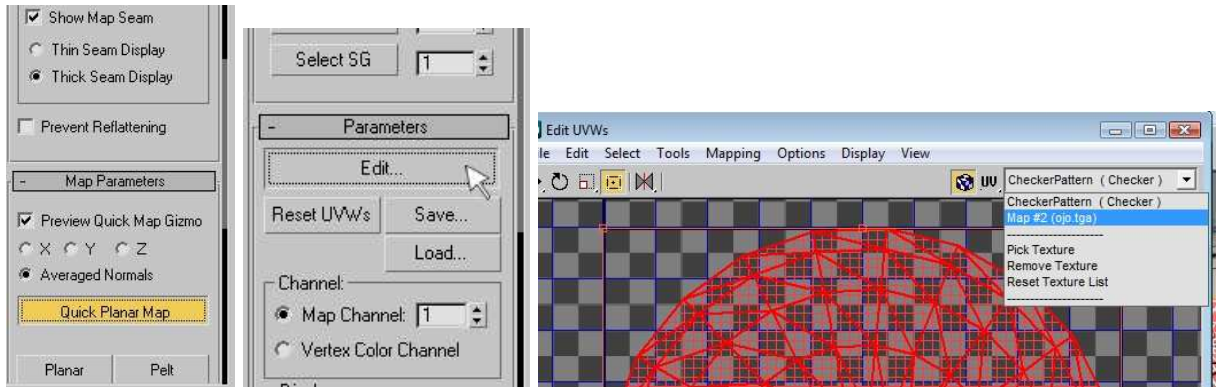 Show Map Seam
Thin Seam Display
Thick Seam Display
Prevent Reflattening
- Map Parameters
Preview Quick Map Gizmo
X Y Z
Averaged Normals
Quick Planar Map
Planar Pelt
Select SG 1
- Parameters
Edit...
Reset UVWs Save...
Load...
Channel:
Map Channel: 1
Vertex Color Channel
Edit UVWs
Edit Select Tools Mapping Options Display View
UV CheckerPattern ( Checker )
CheckerPattern ( Checker )
Map #2 (ojo.tga)
Pick Texture
Remove Texture
Reset Texture List